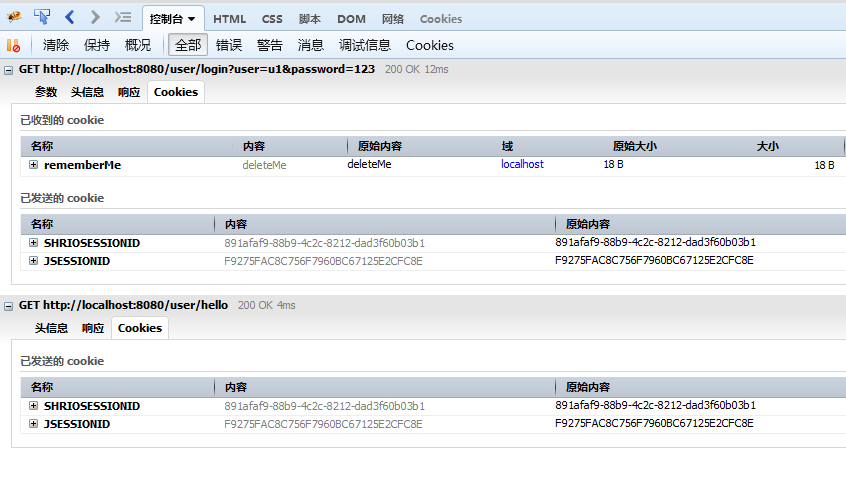 控制台 HTML CSS 脚本 DOM 网络 Cookies
清除 保持 概况 全部 错误 警告 消息 调试信息 Cookies
GET http://localhost:8080/user/login?user=u1&password=123 200 OK 12ms
参数 头信息 响应 Cookies
已收到的 cookie
名称 内容 原始内容 域 原始大小 大小
rememberMe deleteMe deleteMe localhost 18 B 18 B
已发送的 cookie
名称 内容 原始内容
SHRIOSESSIONID 891afaf9-88b9-4c2c-8212-dad3f60b03b1 891afaf9-88b9-4c2c-8212-dad3f60b03b1
JSESSIONID F9275FAC8C756F7960BC67125E2CFC8E F9275FAC8C756F7960BC67125E2CFC8E
GET http://localhost:8080/user/hello 200 OK 4ms
头信息 响应 Cookies
已发送的 cookie
名称 内容 原始内容
SHRIOSESSIONID 891afaf9-88b9-4c2c-8212-dad3f60b03b1 891afaf9-88b9-4c2c-8212-dad3f60b03b1
JSESSIONID F9275FAC8C756F7960BC67125E2CFC8E F9275FAC8C756F7960BC67125E2CFC8E